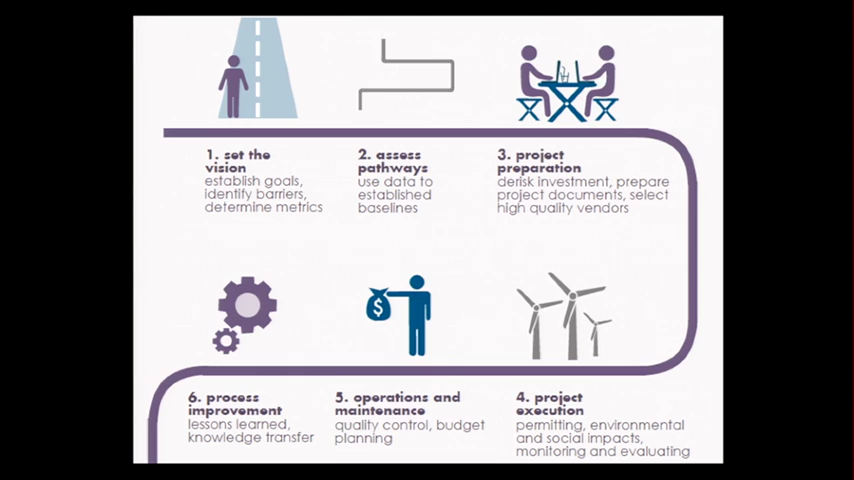 1. set the
vision
establish goals,
identify barriers,
determine metrics
2. assess
pathways
use data to
established
baselines
3. project
preparation
derisk investment, prepare
project documents, select
high quality vendors
$
6. process
improvement
lessons learned,
knowledge transfer
5. operations and
maintenance
quality control, budget
planning
4. project
execution
permitting, environmental
and social impacts,
monitoring and evaluating